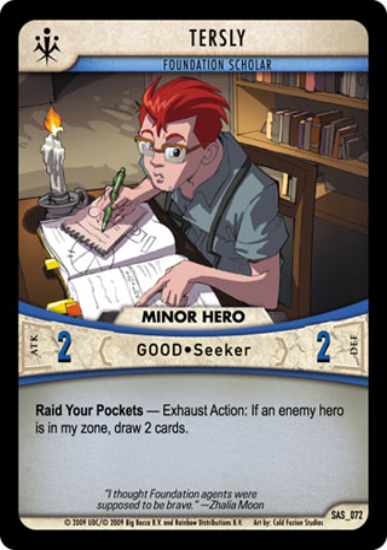 TERSLY
FOUNDATION SCHOLAR
MINOR HERO
ATK 2 GOOD•Seeker 2 DEF
Raid Your Pockets — Exhaust Action: If an enemy hero
is in my zone, draw 2 cards.
"I thought Foundation agents were
supposed to be brave." —Zhalia Moon
SAS_072
© 2009 UDC/© 2009 Big Bocca B.V. and Rainbow Distributions B.V. Art by: Cold Fusion Studios